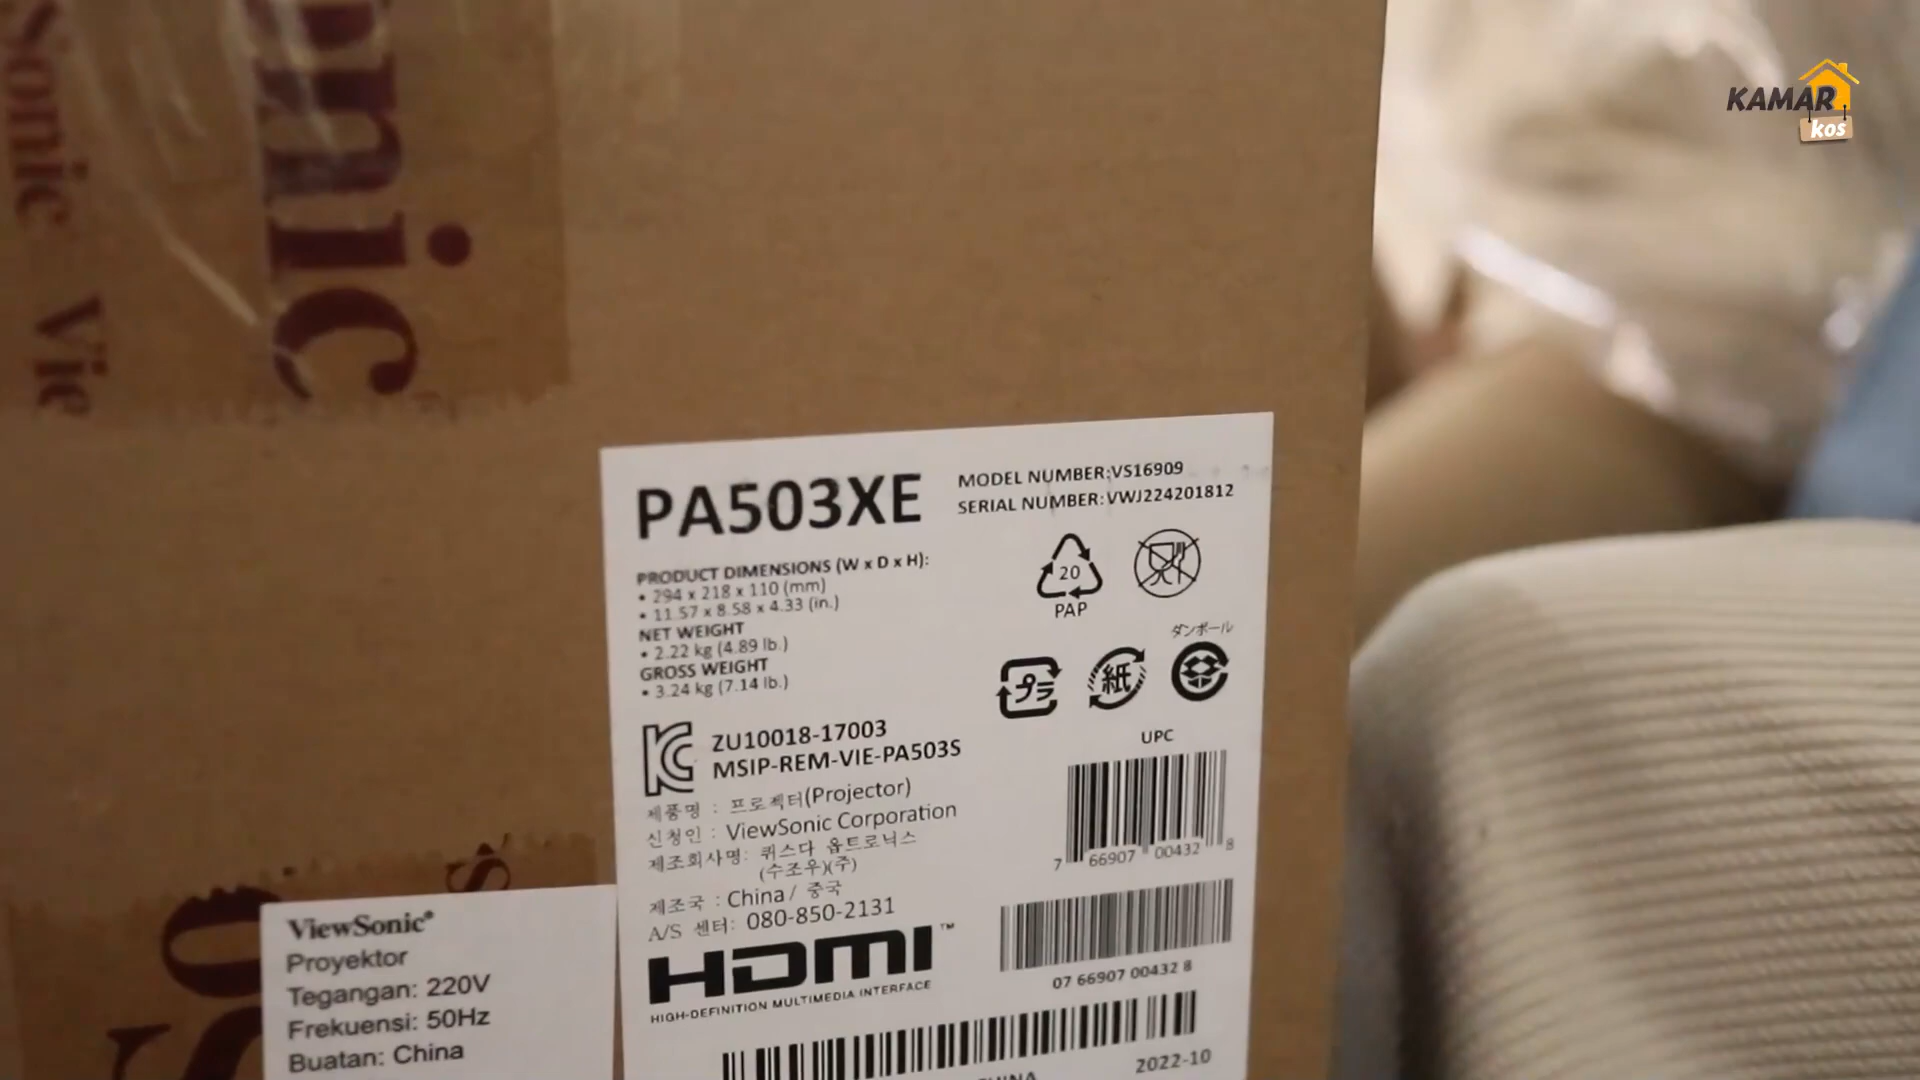 sonic Vie
onic
KAMAR
kos
PA503XE
MODEL NUMBER:VS16909
SERIAL NUMBER:VWJ224201812
PRODUCT DIMENSIONS (W x D x H):
• 294 x 218 x 110 (mm)
• 11.57 x 8.58 x 4.33 (in.)
NET WEIGHT
• 2.22 kg (4.89 lb.)
GROSS WEIGHT
• 3.24 kg (7.14 lb.)
20
PAP
ダンボール
プラ
紙
ZU10018-17003
MSIP-REM-VIE-PA503S
제품명 : 프로젝터(Projector)
신청인 : ViewSonic Corporation
제조회사명: 퀴스다 옵트로닉스
(수조우)(주)
제조국 : China / 중국
A/S 센터: 080-850-2131
HDMI™
HIGH-DEFINITION MULTIMEDIA INTERFACE
UPC
7 66907 00432 8
07 66907 00432 8
2022-10
ViewSonic®
Proyektor
Tegangan: 220V
Frekuensi: 50Hz
Buatan: China